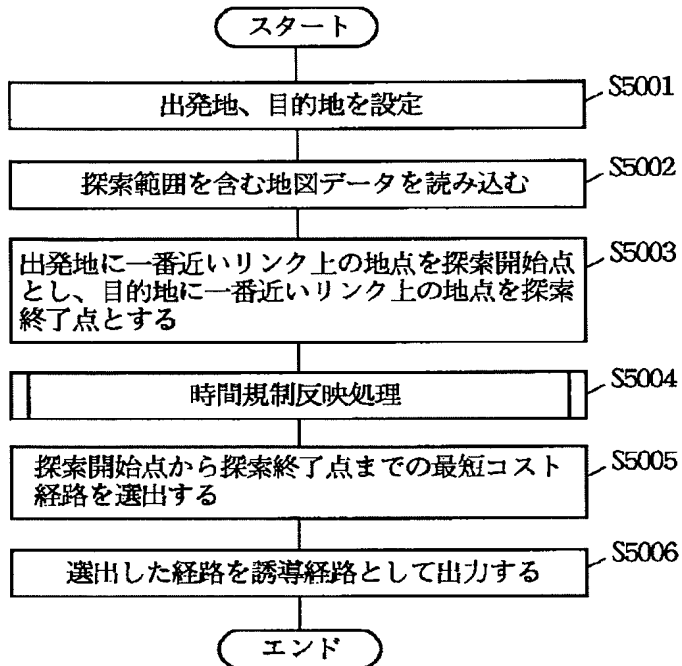 スタート
出発地、目的地を設定
S5001
探索範囲を含む地図データを読み込む
S5002
出発地に一番近いリンク上の地点を探索開始点
とし、目的地に一番近いリンク上の地点を探索
終了点とする
S5003
時間規制反映処理
S5004
探索開始点から探索終了点までの最短コスト
経路を選出する
S5005
選出した経路を誘導経路として出力する
S5006
エンド